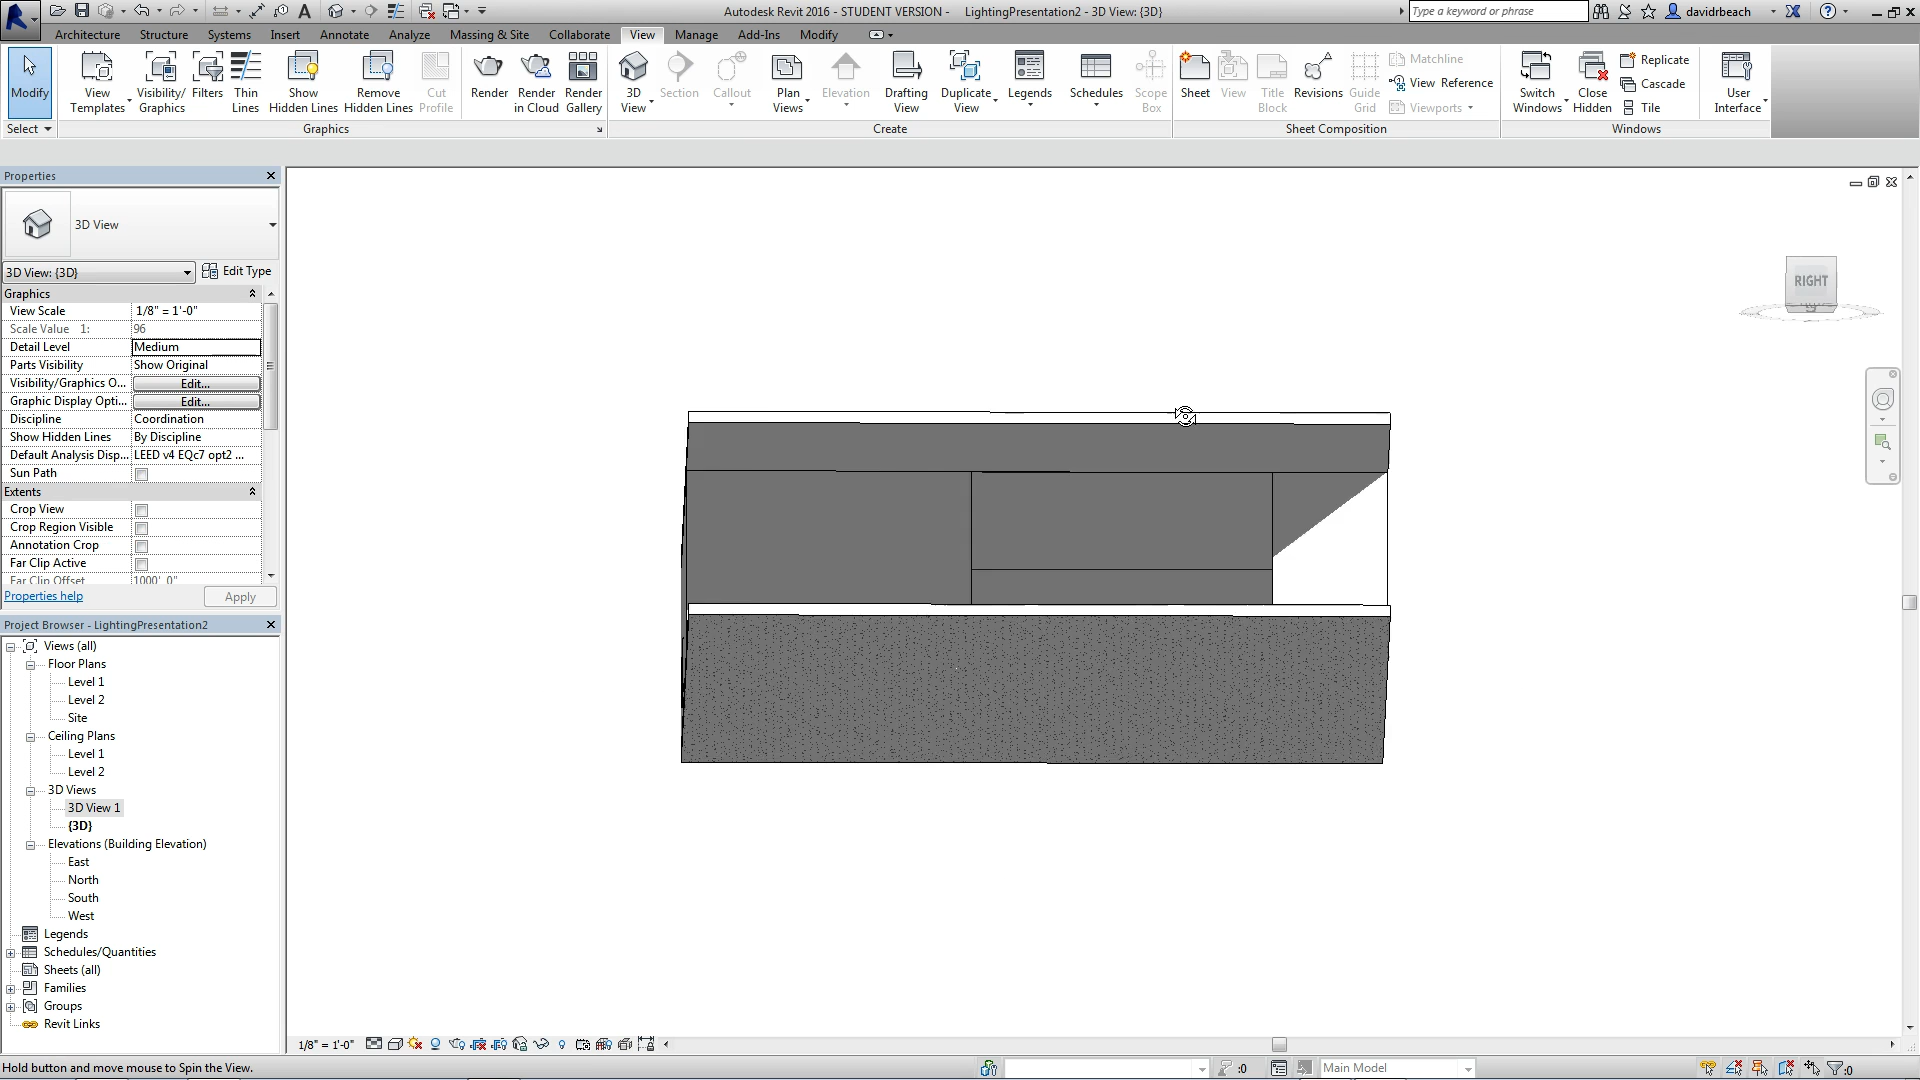 Autodesk Revit 2016 - STUDENT VERSION - LightingPresentation2 - 3D View: {3D}
Type a keyword or phrase
davidrbeach
Architecture Structure Systems Insert Annotate Analyze Massing & Site Collaborate View Manage Add-Ins Modify
Modify
View Templates
Visibility/ Graphics
Filters
Thin Lines
Show Hidden Lines
Remove Hidden Lines
Cut Profile
Render
Render in Cloud
Render Gallery
3D View
Section
Callout
Plan Views
Elevation
Drafting View
Duplicate View
Legends
Schedules
Scope Box
Sheet
View
Title Block
Revisions
Guide Grid
Matchline
View Reference
Viewports
Switch Windows
Close Hidden
Replicate
Cascade
Tile
User Interface
Select Graphics Create Sheet Composition Windows
Properties
3D View
3D View: {3D} Edit Type
Graphics
View Scale 1/8" = 1'-0"
Scale Value 1: 96
Detail Level Medium
Parts Visibility Show Original
Visibility/Graphics O... Edit...
Graphic Display Opti... Edit...
Discipline Coordination
Show Hidden Lines By Discipline
Default Analysis Disp... LEED v4 EQc7 opt2 ...
Sun Path
Extents
Crop View
Crop Region Visible
Annotation Crop
Far Clip Active
Far Clip Offset 1000' 0"
Properties help Apply
Project Browser - LightingPresentation2
Views (all)
Floor Plans
Level 1
Level 2
Site
Ceiling Plans
Level 1
Level 2
3D Views
3D View 1
{3D}
Elevations (Building Elevation)
East
North
South
West
Legends
Schedules/Quantities
Sheets (all)
Families
Groups
Revit Links
RIGHT
1/8" = 1'-0"
Hold button and move mouse to Spin the View.
:0
Main Model
:0